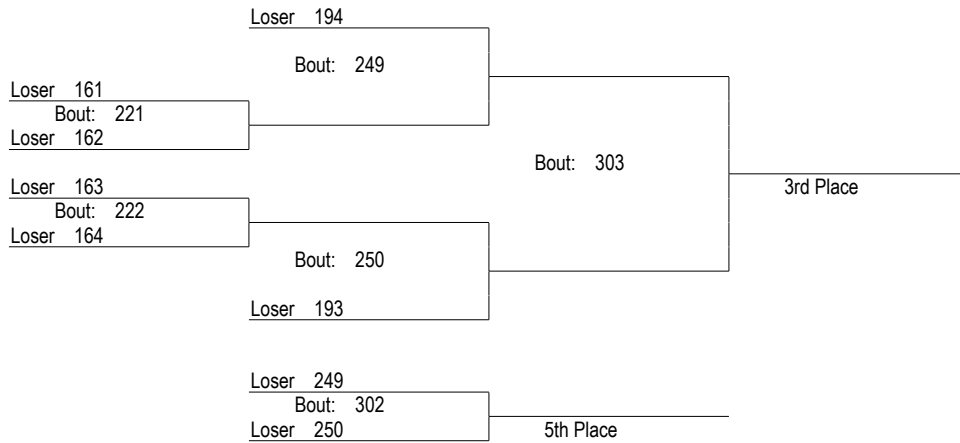 Loser 194
Bout: 249
Loser 161
Bout: 221
Loser 162
Bout: 303
Loser 163
3rd Place
Bout: 222
Loser 164
Bout: 250
Loser 193
Loser 249
Bout: 302
Loser 250
5th Place